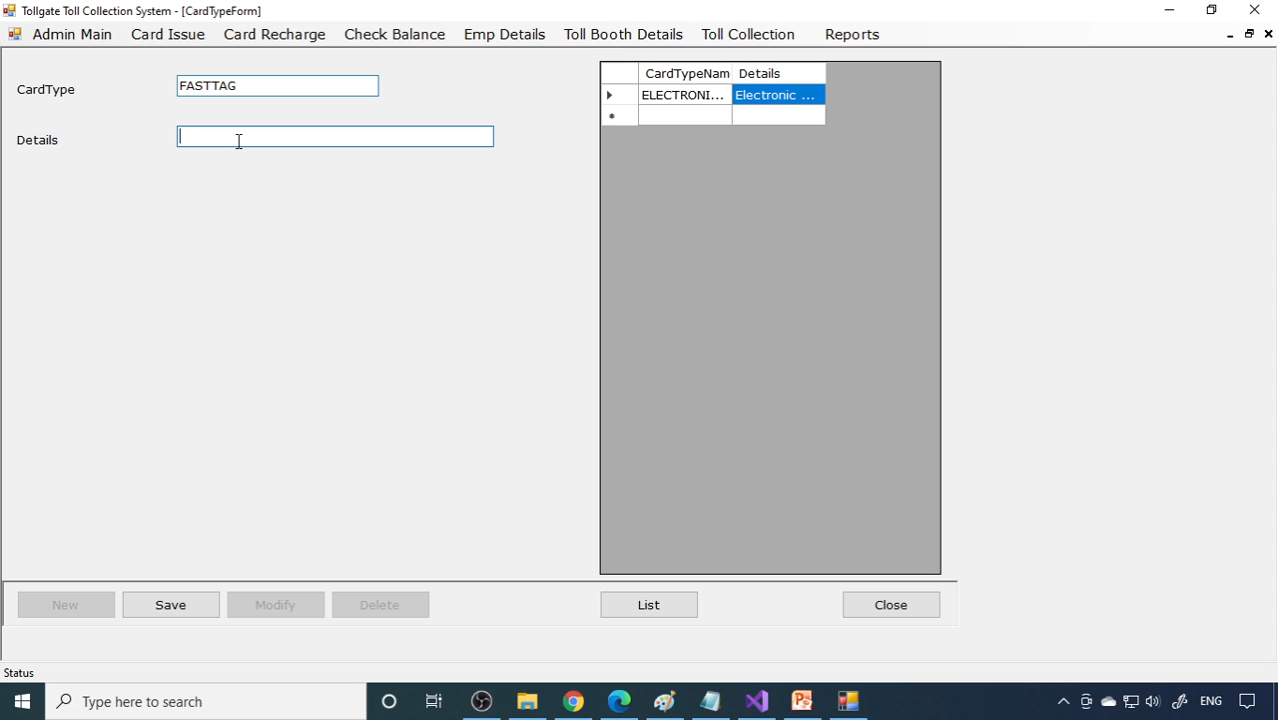 Tollgate Toll Collection System - [CardTypeForm]
Admin Main Card Issue Card Recharge Check Balance Emp Details Toll Booth Details Toll Collection Reports
CardType FASTTAG
Details
CardTypeNam Details
ELECTRONI... Electronic ...
New Save Modify Delete List Close
Status
Type here to search
ENG